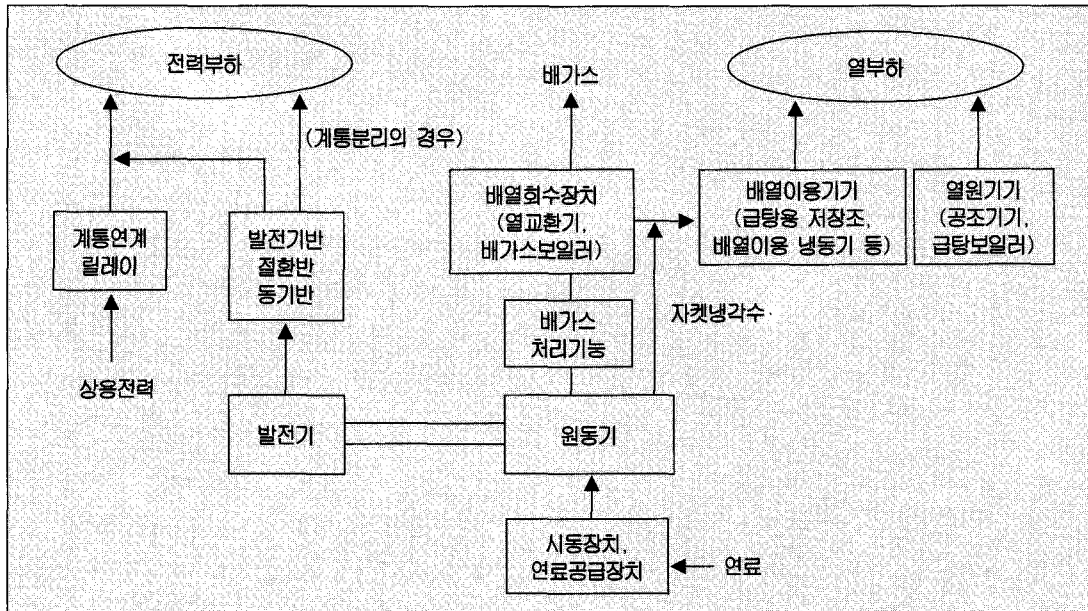 전력부하
열부하
배가스
(계통분리의 경우)
배열회수장치
(열교환기,
배가스보일러)
배열이용기기
(급탕용 저장조,
배열이용 냉동기 등)
열원기기
(공조기기,
급탕보일러)
계통연계
릴레이
발전기반
절환반
동기반
배가스
처리기능
자켓냉각수
상용전력
발전기
원동기
시동장치,
연료공급장치
연료